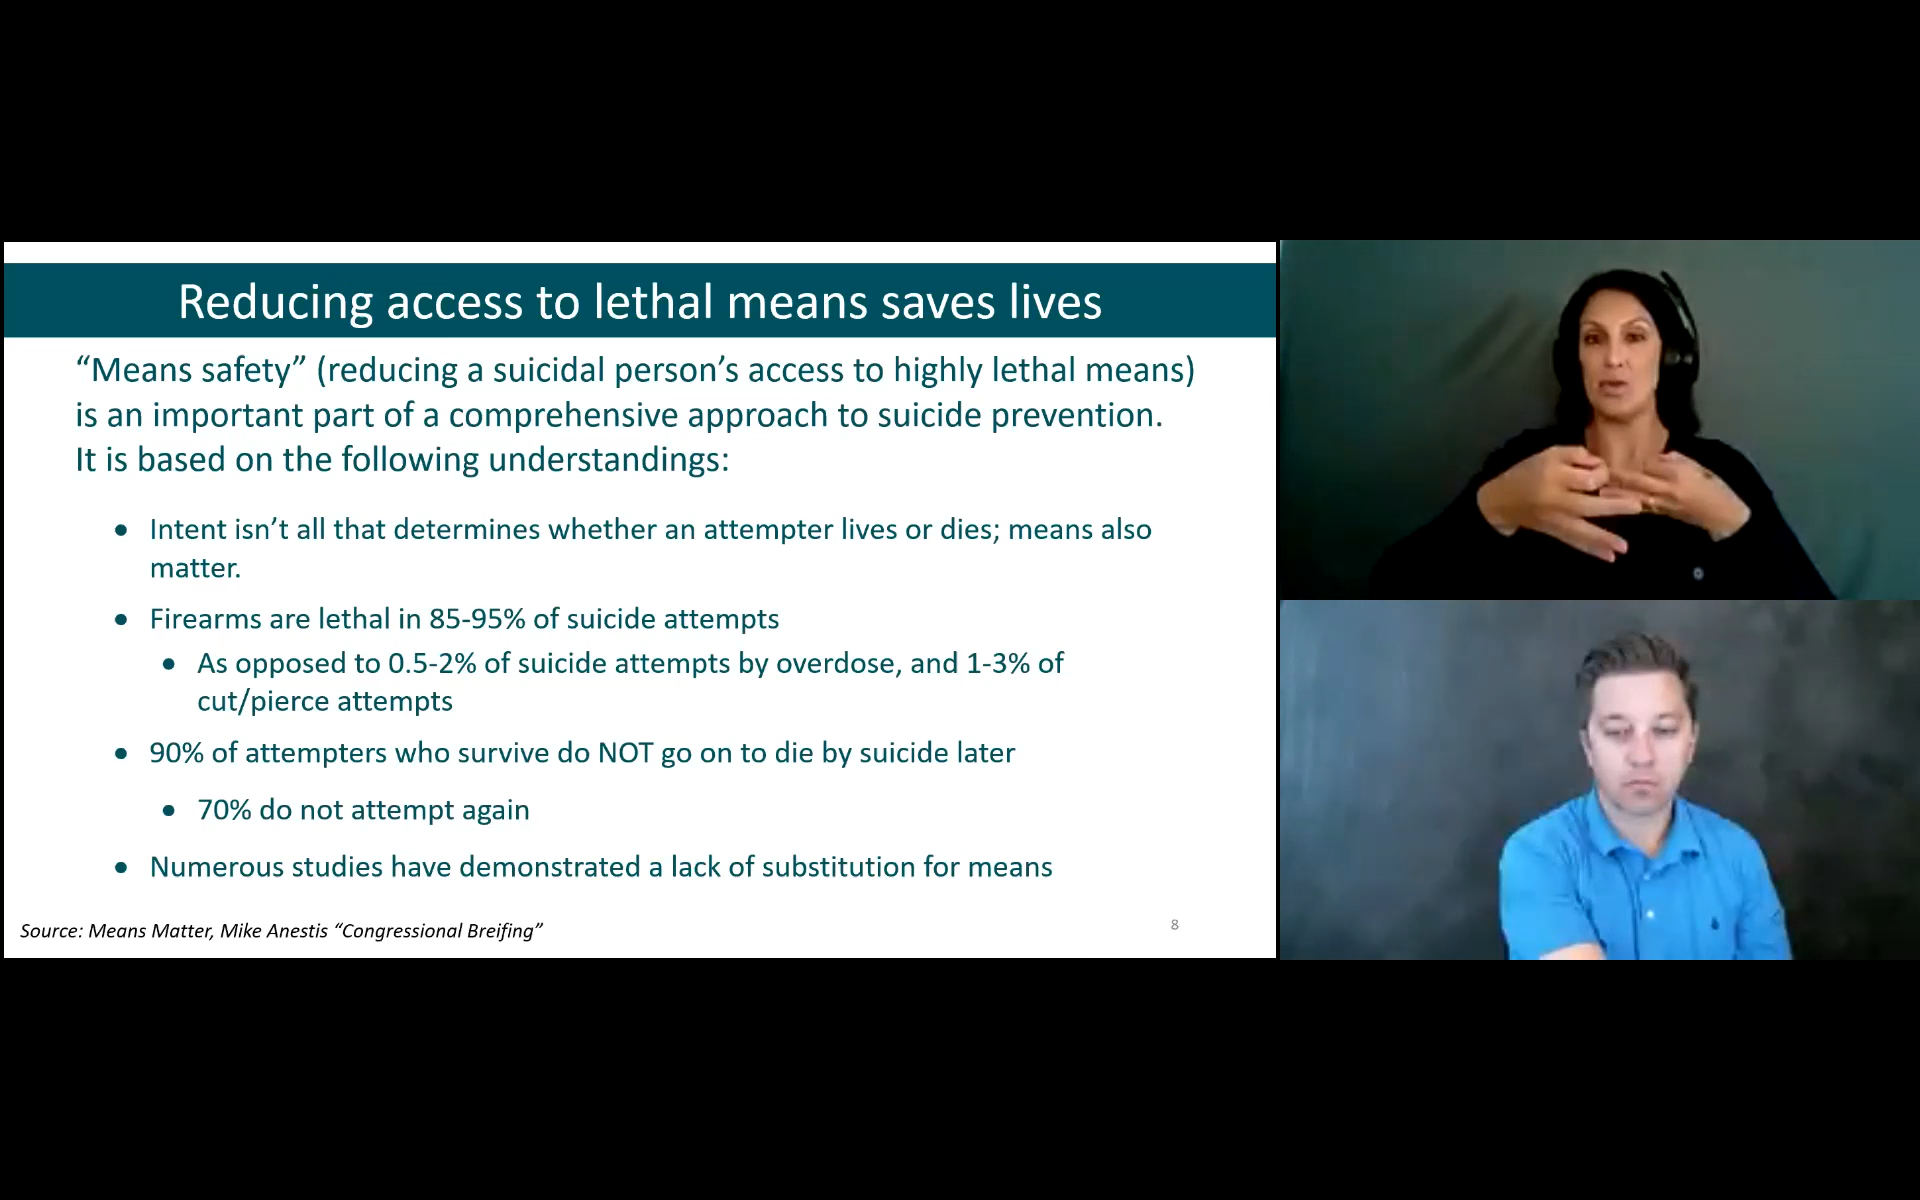 Reducing access to lethal means saves lives
“Means safety” (reducing a suicidal person’s access to highly lethal means)
is an important part of a comprehensive approach to suicide prevention.
It is based on the following understandings:
• Intent isn’t all that determines whether an attempter lives or dies; means also
matter.
• Firearms are lethal in 85-95% of suicide attempts
• As opposed to 0.5-2% of suicide attempts by overdose, and 1-3% of
cut/pierce attempts
• 90% of attempters who survive do NOT go on to die by suicide later
• 70% do not attempt again
• Numerous studies have demonstrated a lack of substitution for means
Source: Means Matter, Mike Anestis “Congressional Breifing”
8